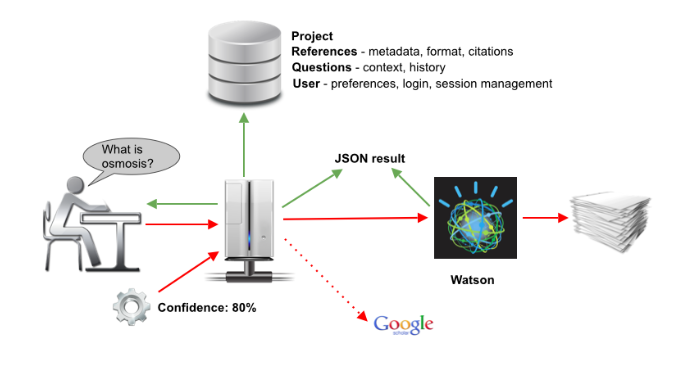 Project
References - metadata, format, citations
Questions - context, history
User - preferences, login, session management
What is
osmosis?
JSON result
Watson
Confidence: 80%
Google
scholar